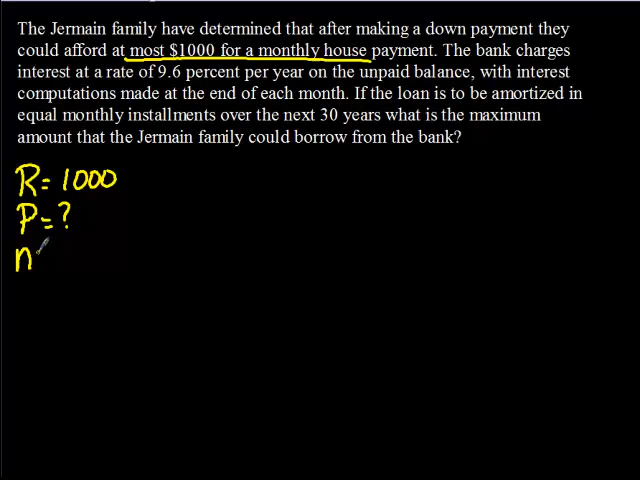 The Jermain family have determined that after making a down payment they
could afford at most $1000 for a monthly house payment. The bank charges
interest at a rate of 9.6 percent per year on the unpaid balance, with interest
computations made at the end of each month. If the loan is to be amortized in
equal monthly installments over the next 30 years what is the maximum
amount that the Jermain family could borrow from the bank?
R = 1000
P = ?
n